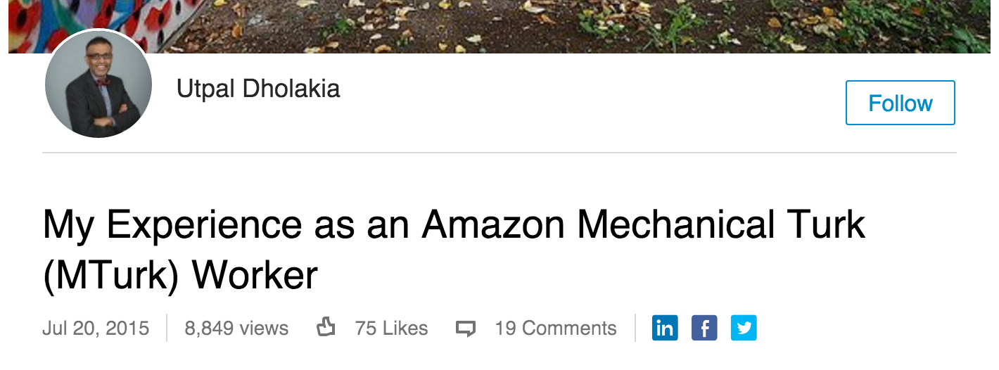 Utpal Dholakia
Follow
My Experience as an Amazon Mechanical Turk
(MTurk) Worker
Jul 20, 2015 8,849 views 75 Likes 19 Comments in f